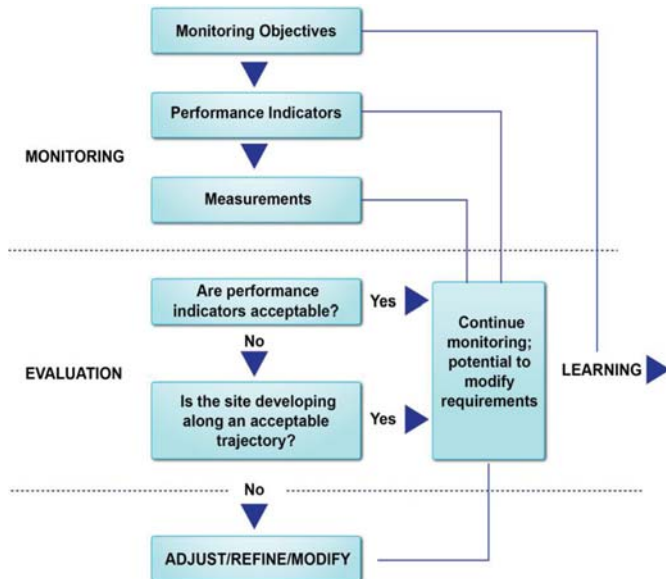 Monitoring Objectives
Performance Indicators
MONITORING
Measurements
Are performance
indicators acceptable?
Yes
No
Continue
monitoring;
potential to
modify
requirements
LEARNING
EVALUATION
Is the site developing
along an acceptable
trajectory?
Yes
No
ADJUST/REFINE/MODIFY